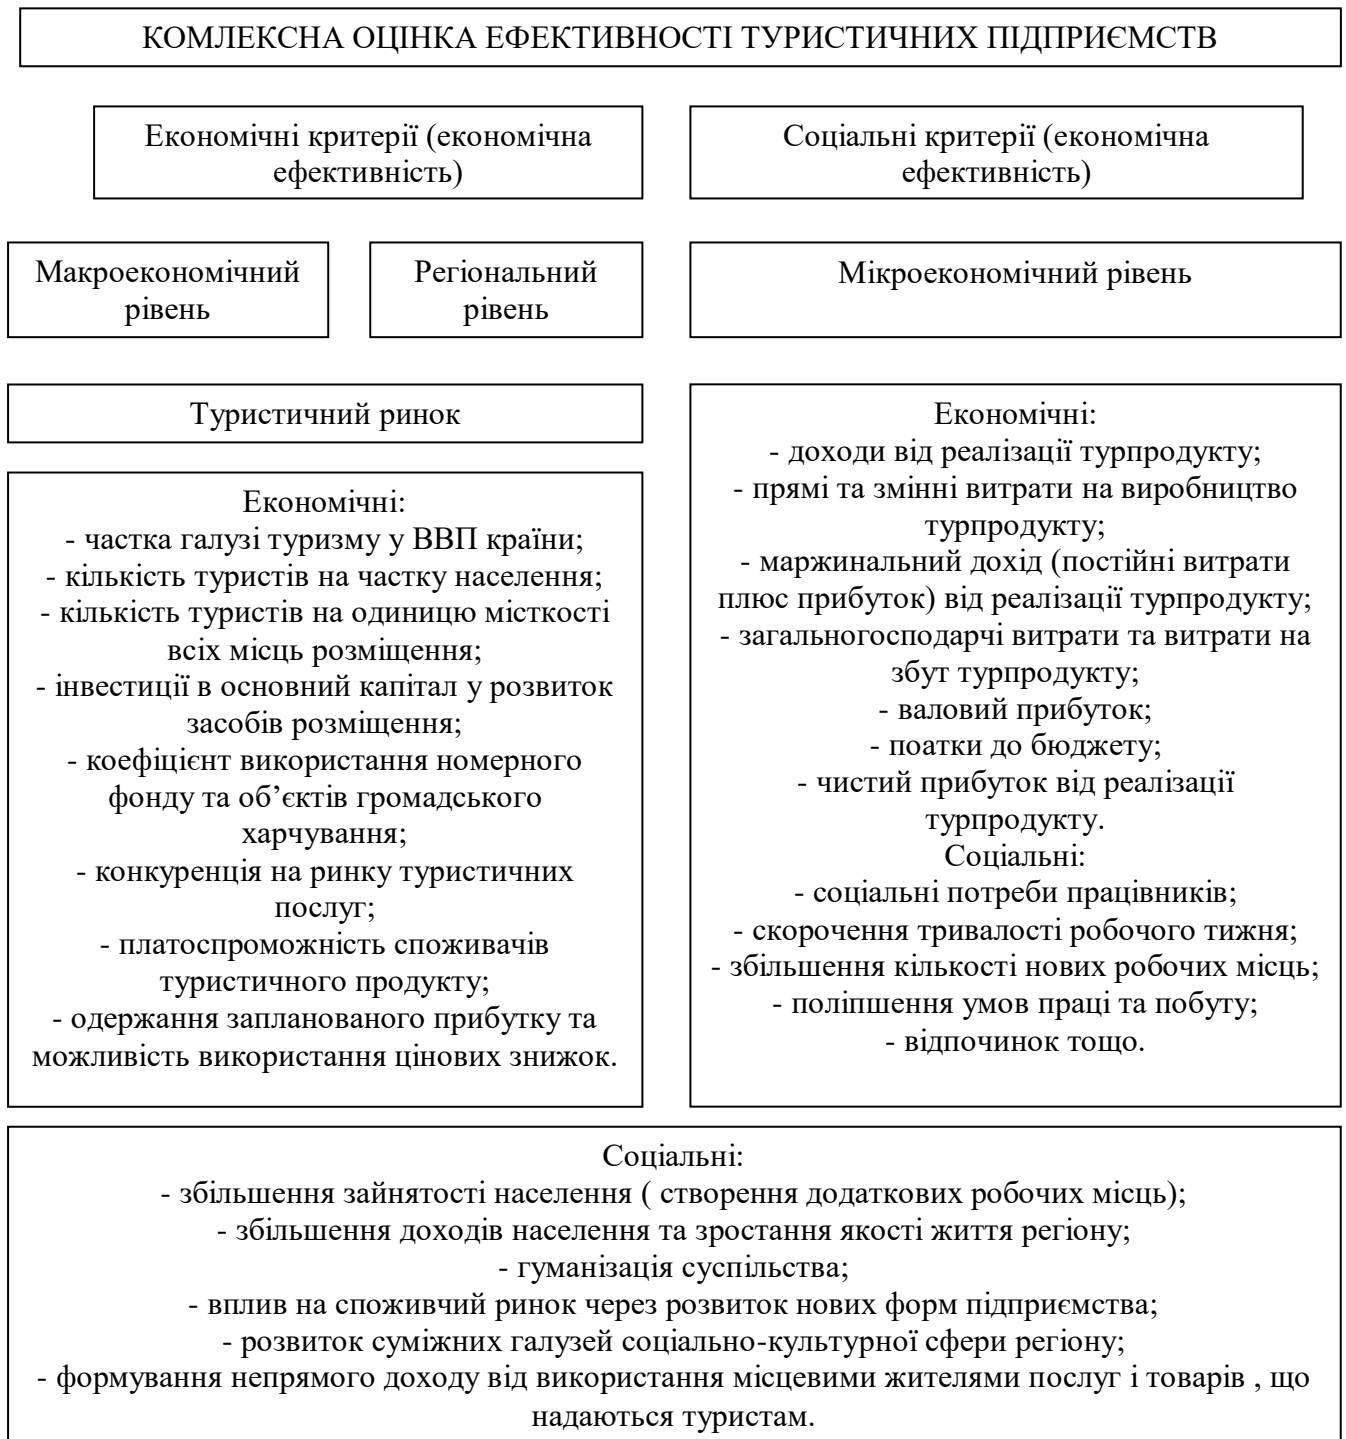 КОМЛЕКСНА ОЦІНКА ЕФЕКТИВНОСТІ ТУРИСТИЧНИХ ПІДПРИЄМСТВ
Економічні критерії (економічна
ефективність)
Соціальні критерії (економічна
ефективність)
Макроекономічний
рівень
Регіональний
рівень
Мікроекономічний рівень
Туристичний ринок
Економічні:
- частка галузі туризму у ВВП країни;
- кількість туристів на частку населення;
- кількість туристів на одиницю місткості
всіх місць розміщення;
- інвестиції в основний капітал у розвиток
засобів розміщення;
- коефіцієнт використання номерного
фонду та об’єктів громадського
харчування;
- конкуренція на ринку туристичних
послуг;
- платоспроможність споживачів
туристичного продукту;
- одержання запланованого прибутку та
можливість використання цінових знижок.
Економічні:
- доходи від реалізації турпродукту;
- прямі та змінні витрати на виробництво
турпродукту;
- маржинальний дохід (постійні витрати
плюс прибуток) від реалізації турпродукту;
- загальногосподарчі витрати та витрати на
збут турпродукту;
- валовий прибуток;
- поатки до бюджету;
- чистий прибуток від реалізації
турпродукту.
Соціальні:
- соціальні потреби працівників;
- скорочення тривалості робочого тижня;
- збільшення кількості нових робочих місць;
- поліпшення умов праці та побуту;
- відпочинок тощо.
Соціальні:
- збільшення зайнятості населення ( створення додаткових робочих місць);
- збільшення доходів населення та зростання якості життя регіону;
- гуманізація суспільства;
- вплив на споживчий ринок через розвиток нових форм підприємства;
- розвиток суміжних галузей соціально-культурної сфери регіону;
- формування непрямого доходу від використання місцевими жителями послуг і товарів , що
надаються туристам.